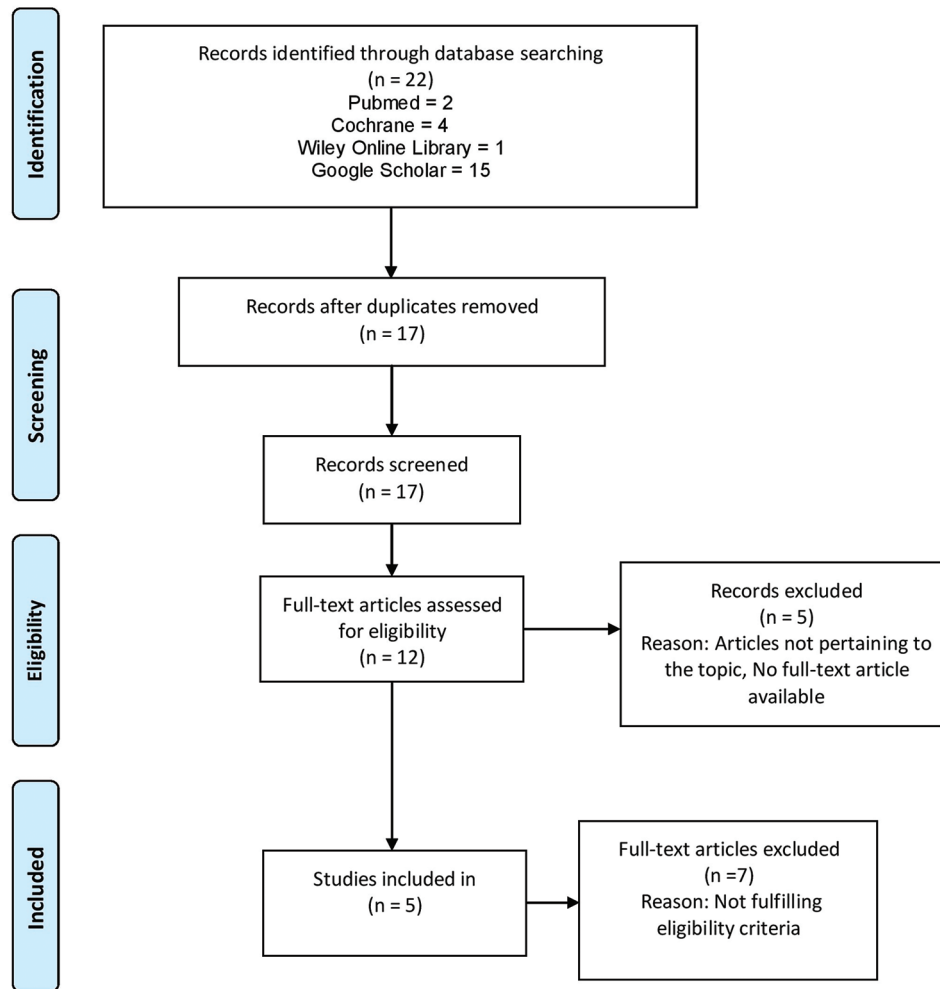 Identification
Records identified through database searching
(n = 22)
Pubmed = 2
Cochrane = 4
Wiley Online Library = 1
Google Scholar = 15
Screening
Records after duplicates removed
(n = 17)
Records screened
(n = 17)
Eligibility
Full-text articles assessed
for eligibility
(n = 12)
Records excluded
(n = 5)
Reason: Articles not pertaining to
the topic, No full-text article
available
Included
Studies included in
(n = 5)
Full-text articles excluded
(n =7)
Reason: Not fulfilling
eligibility criteria